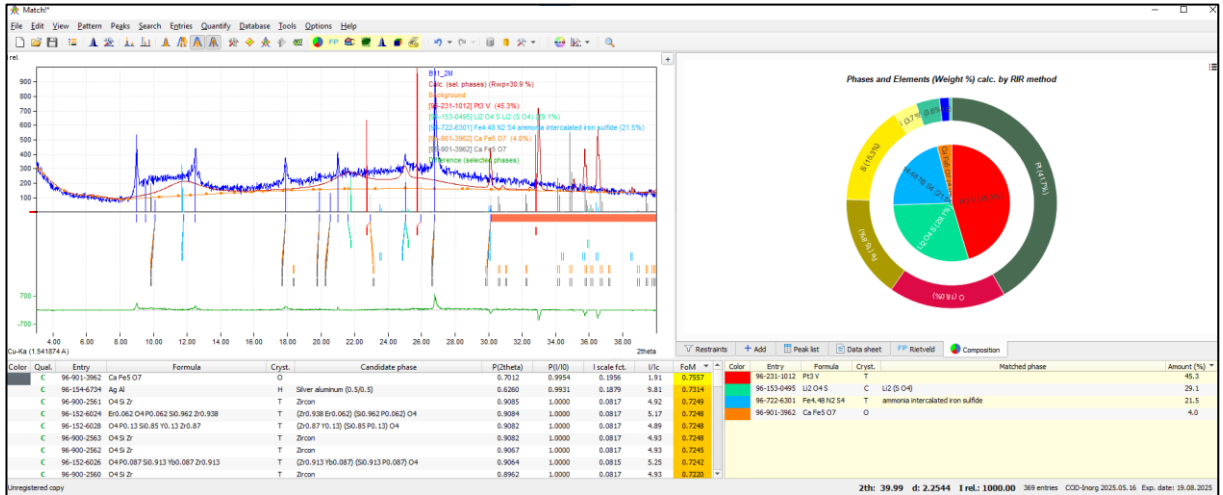 Match!*
File Edit View Pattern Peaks Search Entries Quantify Database Tools Options Help
rel.
B11_2M
Calc. (sel. phases) (Rwp=30.9 %)
Background
[96-231-1012] Pt3 V (45.3%)
[96-153-0495] Li2 O4 S Li2 (S O4) (29.1%)
[96-722-6301] Fe4.48 N2 S4 ammonia intercalated iron sulfide (21.5%)
[96-901-3962] Ca Fe5 O7 (4.0%)
[96-901-3962] Ca Fe5 O7
Difference (selected phases)
900
800
700
600
500
400
300
200
100
700
-700
4.00 6.00 8.00 10.00 12.00 14.00 16.00 18.00 20.00 22.00 24.00 26.00 28.00 30.00 32.00 34.00 36.00 38.00
Cu-Ka (1.541874 A) 2theta
Phases and Elements (Weight %) calc. by RIR method
Pt (41.7%)
O (18.0%)
Fe (16.8%)
S (15.3%)
Li2 O4 S (29.1%)
Restraints Add Peak list Data sheet FP Rietveld Composition
Color Qual. Entry Formula Cryst. Candidate phase P(2theta) P(I/I0) I scale fct. I/Ic FoM
C 96-901-3962 Ca Fe5 O7 O 0.7012 0.9954 0.1956 1.91 0.7557
C 96-154-6734 Ag Al H Silver aluminum (0.5/0.5) 0.6260 0.9931 0.1879 9.81 0.7314
C 96-900-2561 O4 Si Zr T Zircon 0.9085 1.0000 0.0817 4.92 0.7249
C 96-152-6024 Er0.062 O4 P0.062 Si0.962 Zr0.938 T (Zr0.938 Er0.062) (Si0.962 P0.062) O4 0.9084 1.0000 0.0817 5.17 0.7248
C 96-152-6028 O4 P0.13 Si0.85 Y0.13 Zr0.87 T (Zr0.87 Y0.13) (Si0.85 P0.13) O4 0.9082 1.0000 0.0817 4.89 0.7248
C 96-900-2563 O4 Si Zr T Zircon 0.9082 1.0000 0.0817 4.93 0.7248
C 96-900-2562 O4 Si Zr T Zircon 0.9067 1.0000 0.0817 4.93 0.7245
C 96-152-6026 O4 P0.087 Si0.913 Yb0.087 Zr0.913 T (Zr0.913 Yb0.087) (Si0.913 P0.087) O4 0.9064 1.0000 0.0815 5.25 0.7242
C 96-900-2560 O4 Si Zr T Zircon 0.8962 1.0000 0.0817 4.93 0.7220
Color Entry Formula Cryst. Matched phase Amount (%)
96-231-1012 Pt3 V T 45.3
96-153-0495 Li2 O4 S C Li2 (S O4) 29.1
96-722-6301 Fe4.48 N2 S4 T ammonia intercalated iron sulfide 21.5
96-901-3962 Ca Fe5 O7 O 4.0
Unregistered copy 2th: 39.99 d: 2.2544 I rel.: 1000.00 369 entries COD-Inorg 2025.05.16 Exp. date: 19.08.2025